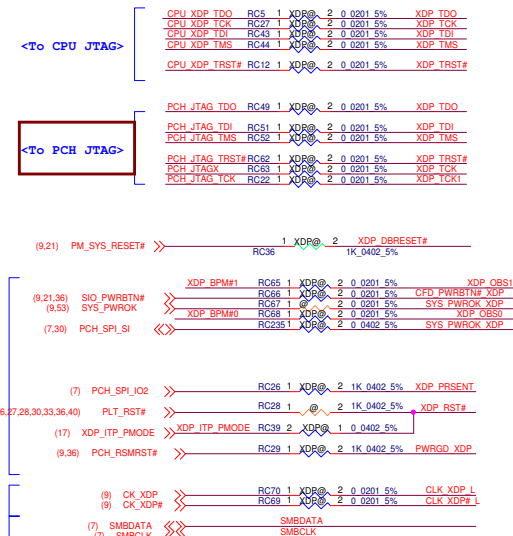 CPU_XDP_TDO RC5 1 XDP@ 2 0_0201_5% XDP_TDO
CPU_XDP_TCK RC27 1 XDP@ 2 0_0201_5% XDP_TCK
CPU_XDP_TDI RC43 1 XDP@ 2 0_0201_5% XDP_TDI
<To CPU JTAG> CPU_XDP_TMS RC44 1 XDP@ 2 0_0201_5% XDP_TMS
CPU_XDP_TRST# RC12 1 XDP@ 2 0_0201_5% XDP_TRST#
PCH_JTAG_TDO RC49 1 XDP@ 2 0_0201_5% XDP_TDO
PCH_JTAG_TDI RC51 1 XDP@ 2 0_0201_5% XDP_TDI
<To PCH JTAG> PCH_JTAG_TMS RC52 1 XDP@ 2 0_0201_5% XDP_TMS
PCH_JTAG_TRST# RC62 1 XDP@ 2 0_0201_5% XDP_TRST#
PCH_JTAGX RC63 1 XDP@ 2 0_0201_5% XDP_TCK
PCH_JTAG_TCK RC22 1 XDP@ 2 0_0201_5% XDP_TCK1
(9,21) PM_SYS_RESET# 1 XDP@ 2 XDP_DBRESET#
RC36 1K_0402_5%
XDP_BPM#1 RC65 1 XDP@ 2 0_0201_5% XDP_OBS1
(9,21,36) SIO_PWRBTN# RC66 1 XDP@ 2 0_0201_5% CFD_PWRBTN#_XDP
(9,53) SYS_PWROK RC67 1 @ 2 0_0201_5% SYS_PWROK_XDP
XDP_BPM#0 RC68 1 XDP@ 2 0_0201_5% XDP_OBS0
(7,30) PCH_SPI_SI RC235 1 XDP@ 2 0_0402_5% SYS_PWROK_XDP
(7) PCH_SPI_IO2 RC26 1 XDP@ 2 1K_0402_5% XDP_PRSENT
6,27,28,30,33,36,40) PLT_RST# RC28 1 @ 2 1K_0402_5% XDP_RST#
(17) XDP_ITP_PMODE XDP_ITP_PMODE RC39 2 XDP@ 1 0_0402_5%
(9,36) PCH_RSMRST# RC29 1 XDP@ 2 1K_0402_5% PWRGD_XDP
(9) CK_XDP RC70 1 XDP@ 2 0_0201_5% CLK_XDP_L
(9) CK_XDP# RC69 1 XDP@ 2 0_0201_5% CLK_XDP#_L
(7) SMBDATA SMBDATA
(7) SMBCLK SMBCLK